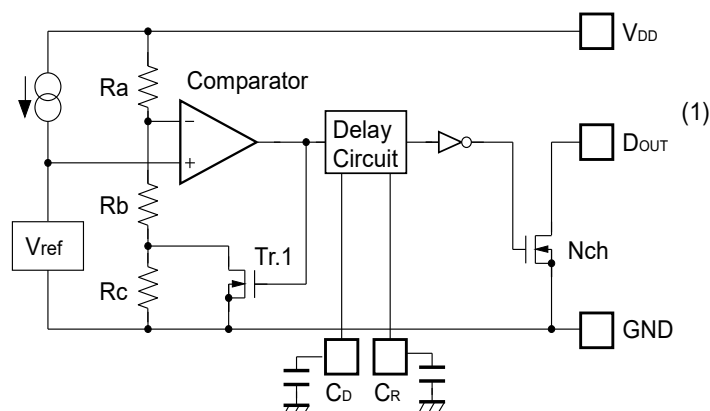 VDD
Ra
Comparator
(1)
−
Delay
Circuit
DOUT
+
Rb
Vref
Tr.1
Nch
Rc
GND
CD
CR